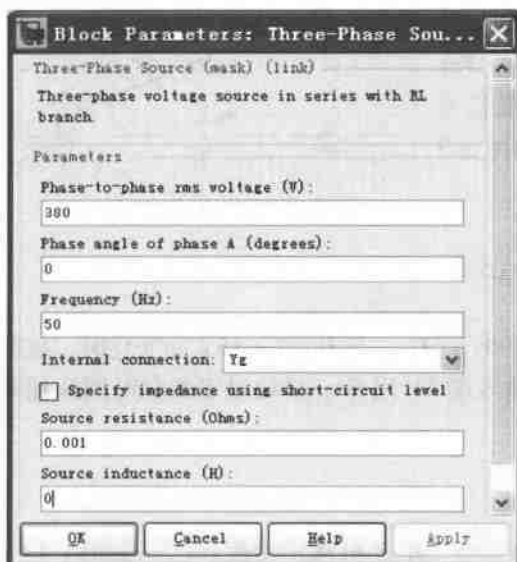 Block Parameters: Three-Phase Sou...
Three-Phase Source (mask) (link)
Three-phase voltage source in series with RL
branch.
Parameters
Phase-to-phase rms voltage (V):
380
Phase angle of phase A (degrees):
0
Frequency (Hz):
50
Internal connection: Yg
Specify impedance using short-circuit level
Source resistance (Ohms):
0.001
Source inductance (H):
0
OK Cancel Help Apply